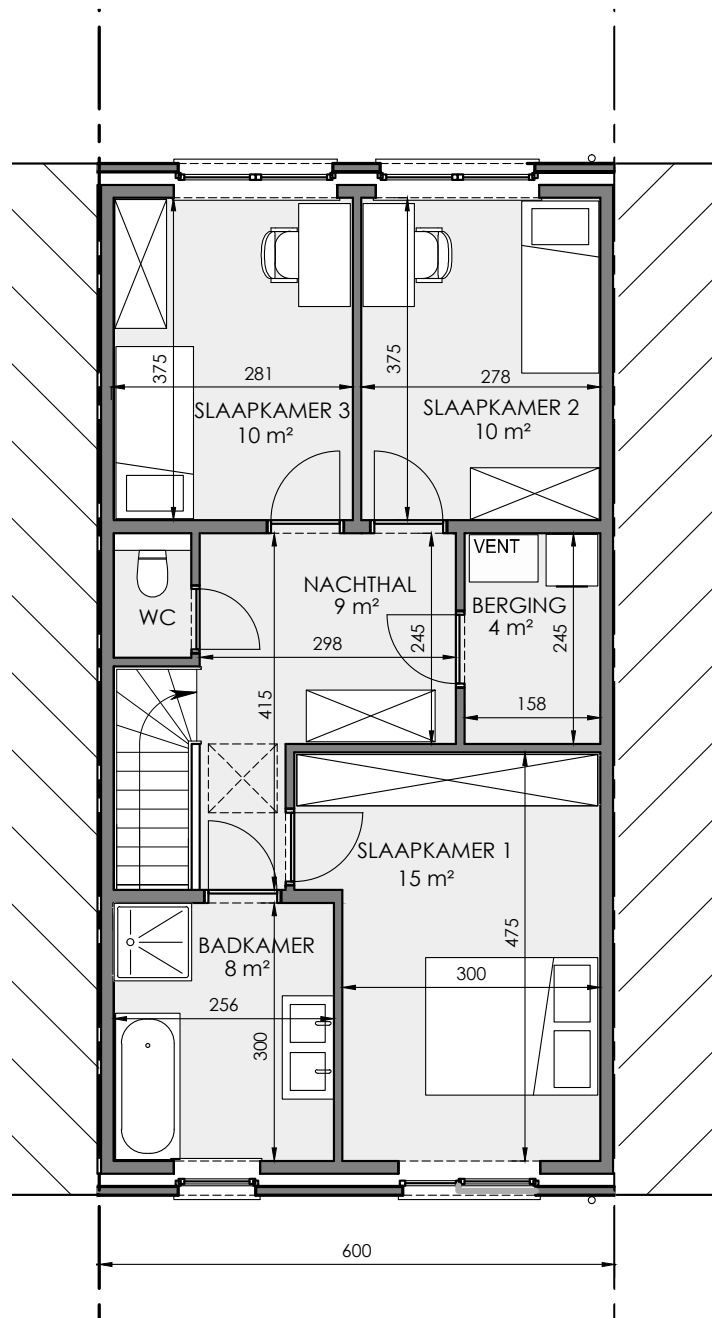 375
281
SLAAPKAMER 3
10 m²
375
278
SLAAPKAMER 2
10 m²
WC
NACHTHAL
9 m²
298
415
245
VENT
BERGING
4 m²
245
158
SLAAPKAMER 1
15 m²
475
300
BADKAMER
8 m²
256
300
600